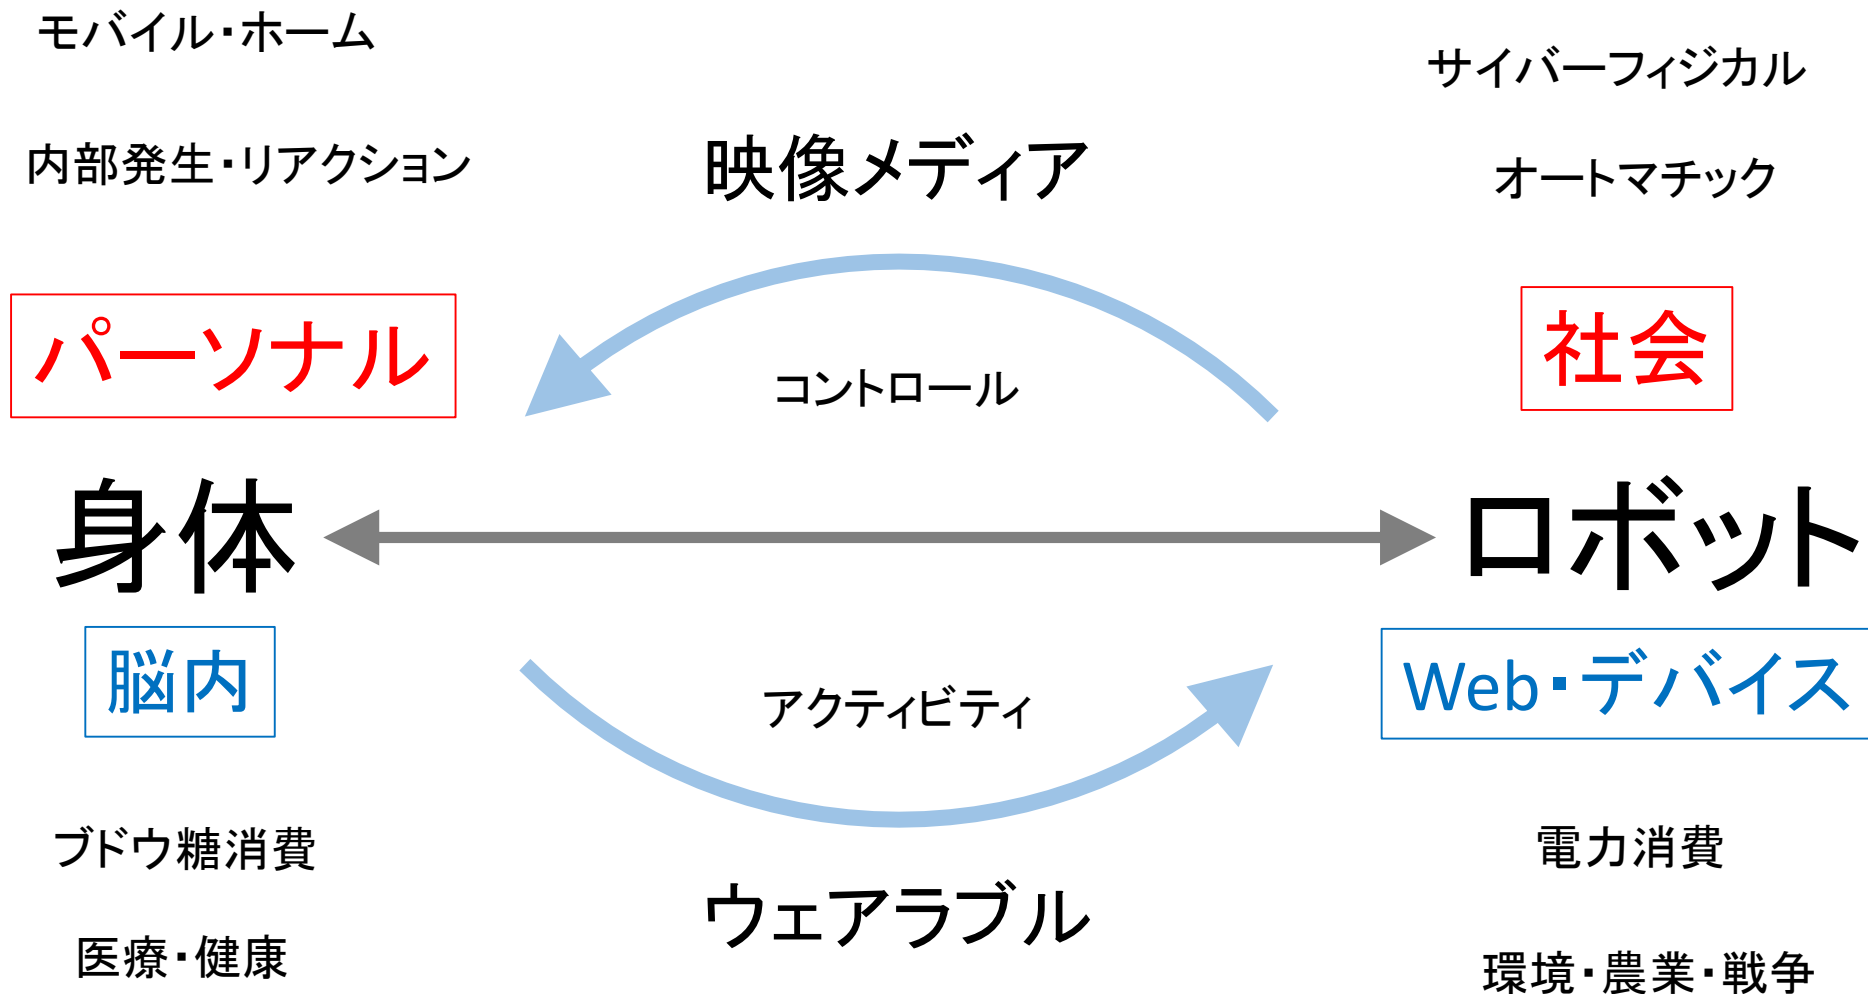 モバイル・ホーム
サイバーフィジカル
内部発生・リアクション
映像メディア
オートマチック
パーソナル
社会
コントロール
身体
ロボット
脳内
Web・デバイス
アクティビティ
ブドウ糖消費
電力消費
ウェアラブル
医療・健康
環境・農業・戦争